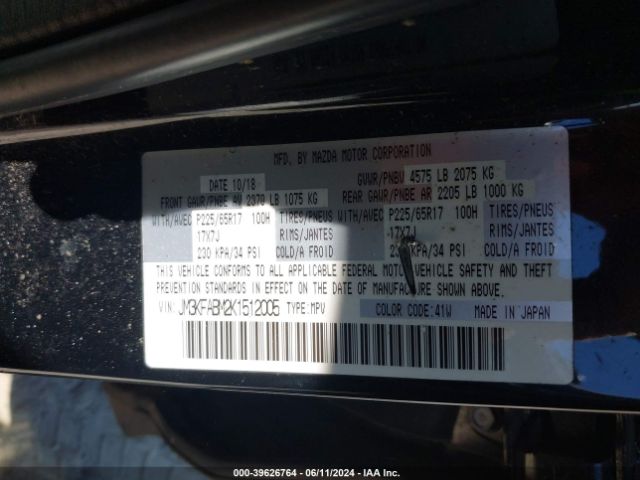 MFD. BY MAZDA MOTOR CORPORATION
DATE 10/18 GVWR/PNBV 4575 LB 2075 KG
FRONT GAWR/PNBE AV 2370 LB 1075 KG REAR GAWR/PNBE AR 2205 LB 1000 KG
WITH/AVEC P225/65R17 100H TIRES/PNEUS WITH/AVEC P225/65R17 100H TIRES/PNEUS
17X7J RIMS/JANTES 17X7J RIMS/JANTES
230 KPA/34 PSI COLD/A FROID 230 KPA/34 PSI COLD/A FROID
THIS VEHICLE CONFORMS TO ALL APPLICABLE FEDERAL MOTOR VEHICLE SAFETY AND THEFT
PREVENTION STANDARDS IN EFFECT ON THE DATE OF MANUFACTURE SHOWN ABOVE.
VIN: JM3KFABM2K1512005 TYPE:MPV COLOR CODE:41W MADE IN JAPAN
000-39626764 - 06/11/2024 - IAA Inc.